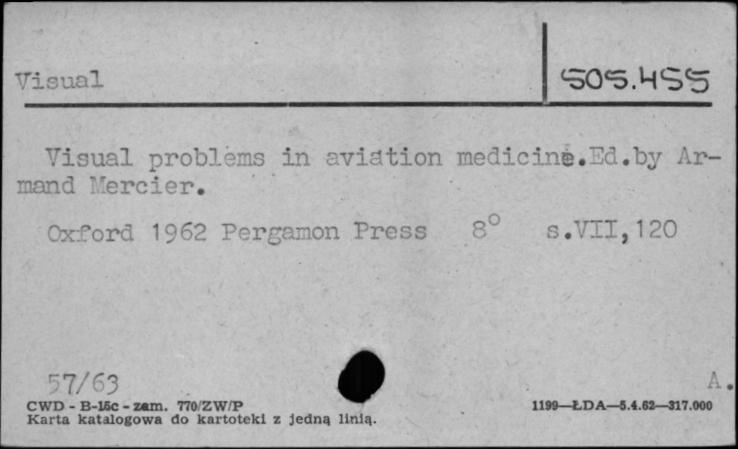 Visual
505.455
Visual problems in aviation medicine.Ed.by Ar-
mand Mercier.
Oxford 1962 Pergamon Press 8° s.VII,120
57/63
A.
CWD - B-15c - zam. 770/ZW/P
1199—ŁDA—5.4.62—317.000
Karta katalogowa do kartoteki z jedną linią.